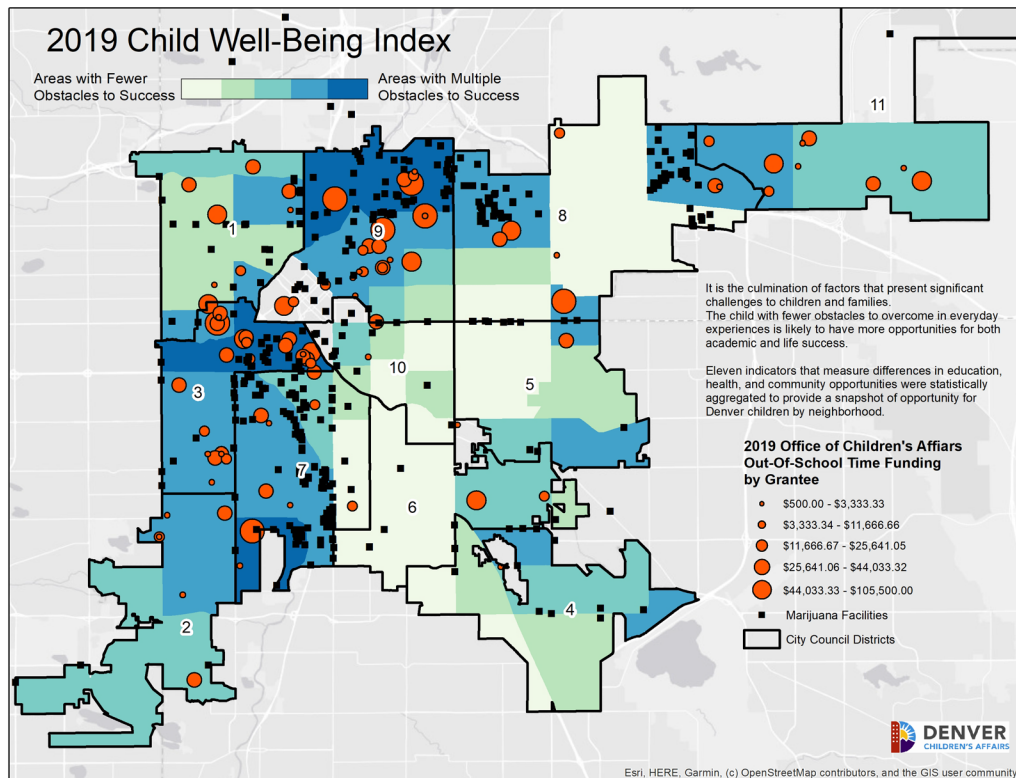 2019 Child Well-Being Index
Areas with Fewer
Obstacles to Success
Areas with Multiple
Obstacles to Success
11
8
1
9
It is the culmination of factors that present significant
challenges to children and families.
The child with fewer obstacles to overcome in everyday
experiences is likely to have more opportunities for both
academic and life success.
Eleven indicators that measure differences in education,
health, and community opportunities were statistically
aggregated to provide a snapshot of opportunity for
Denver children by neighborhood.
10
5
3
7
6
4
2
2019 Office of Children's Affiars
Out-Of-School Time Funding
by Grantee
$500.00 - $3,333.33
$3,333.34 - $11,666.66
$11,666.67 - $25,641.05
$25,641.06 - $44,033.32
$44,033.33 - $105,500.00
Marijuana Facilities
City Council Districts
DENVER
CHILDREN'S AFFAIRS
Esri, HERE, Garmin, (c) OpenStreetMap contributors, and the GIS user community